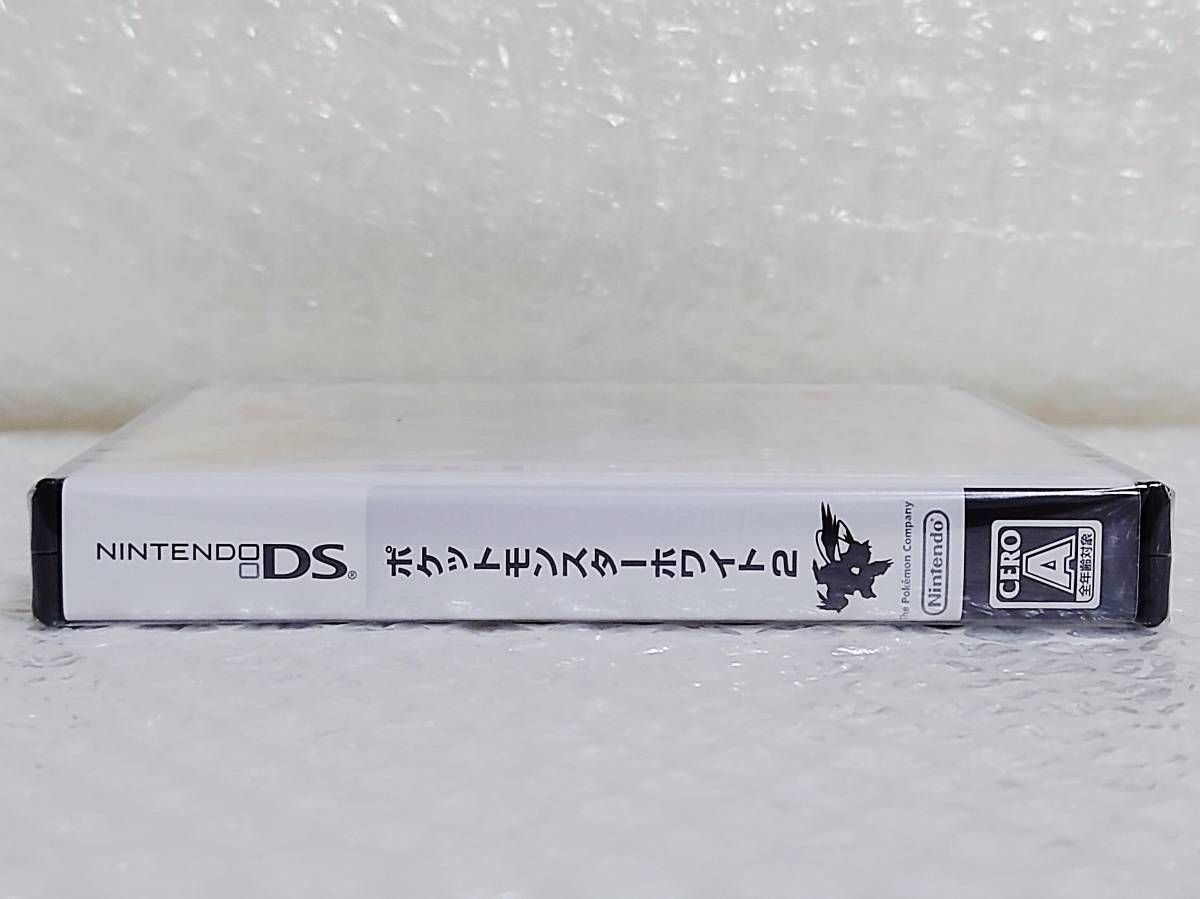 NINTENDO DS®
ポケットモンスターホワイト2
The Pokémon Company
Nintendo®
CERO
A
全年齢対象